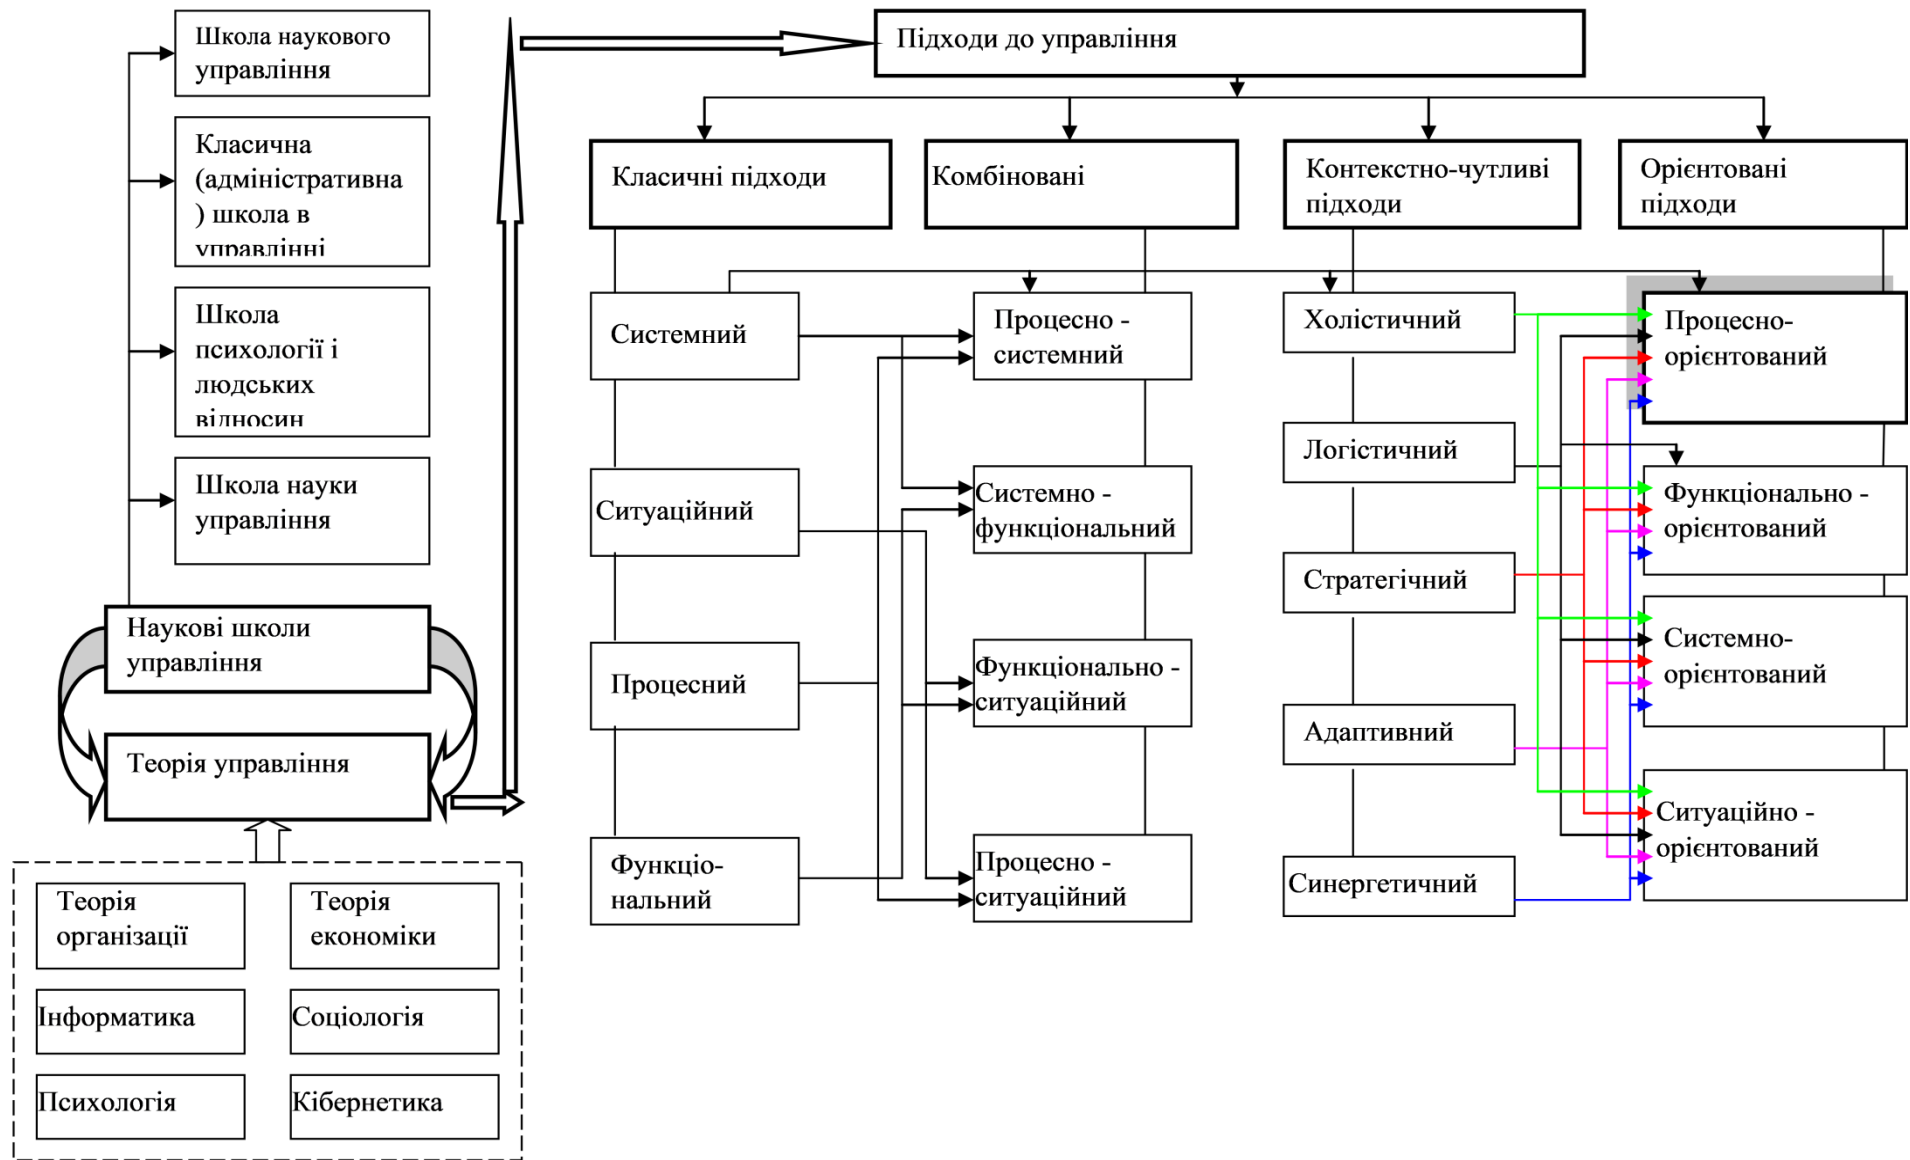 Школа наукового
управління
Класична
(адміністративна
) школа в
управлінні
Школа
психології і
людських
відносин
Школа науки
управління
Наукові школи
управління
Теорія управління
Теорія
організації
Теорія
економіки
Інформатика
Соціологія
Психологія
Кібернетика
Підходи до управління
Класичні підходи
Комбіновані
Контекстно-чутливі
підходи
Орієнтовані
підходи
Системний
Ситуаційний
Процесний
Функціо-
нальний
Процесно -
системний
Системно -
функціональний
Функціонально -
ситуаційний
Процесно -
ситуаційний
Холістичний
Логістичний
Стратегічний
Адаптивний
Синергетичний
Процесно-
орієнтований
Функціонально -
орієнтований
Системно-
орієнтований
Ситуаційно -
орієнтований